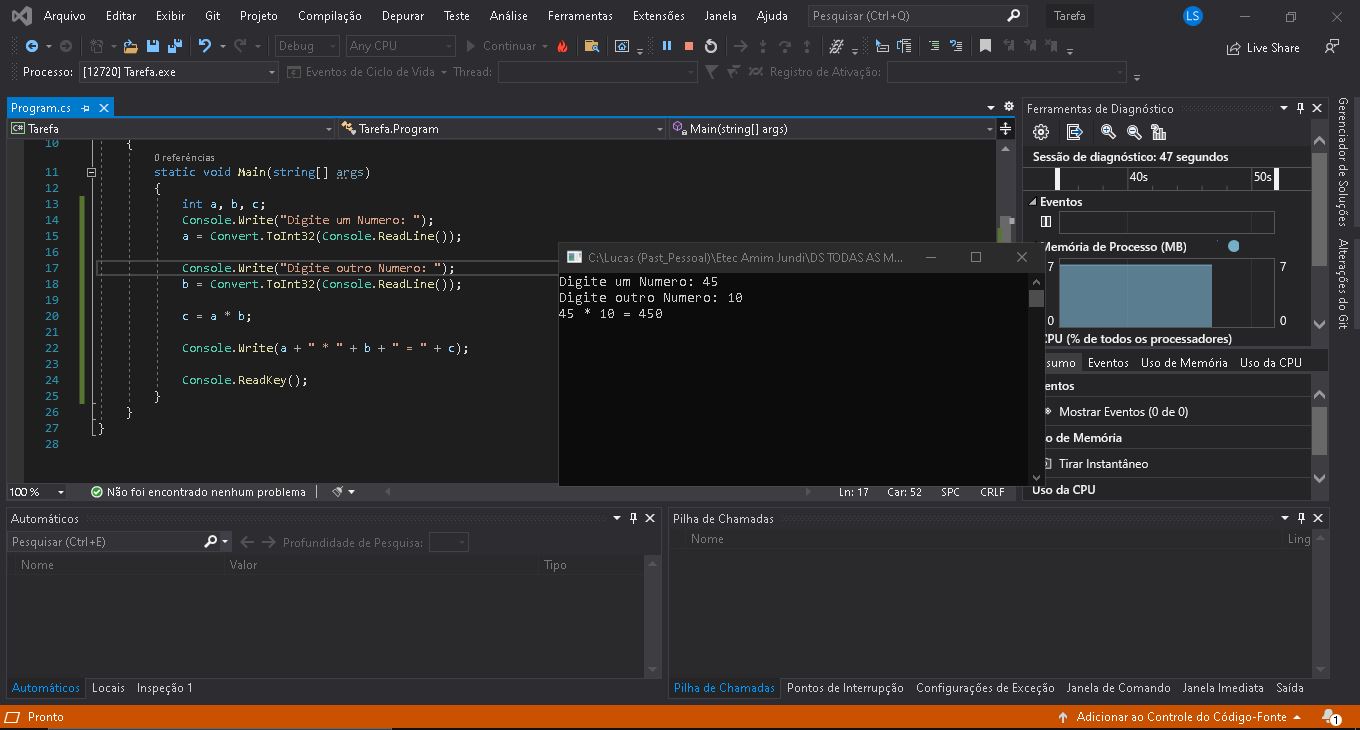 Arquivo Editar Exibir Git Projeto Compilação Depurar Teste Análise Ferramentas Extensões Janela Ajuda Pesquisar (Ctrl+Q) Tarefa LS
Debug Any CPU Continuar Live Share
Processo: [12720] Tarefa.exe Eventos de Ciclo de Vida Thread: Registro de Ativação:
Program.cs
C# Tarefa Tarefa.Program Main(string[] args)
10 {
0 referências
11 static void Main(string[] args)
12 {
13 int a, b, c;
14 Console.Write("Digite um Numero: ");
15 a = Convert.ToInt32(Console.ReadLine());
16
17 Console.Write("Digite outro Numero: ");
18 b = Convert.ToInt32(Console.ReadLine());
19
20 c = a * b;
21
22 Console.Write(a + " * " + b + " = " + c);
23
24 Console.ReadKey();
25 }
26 }
27 }
28
100 % Não foi encontrado nenhum problema Ln: 17 Car: 52 SPC CRLF
C:\Lucas (Past_Pessoal)\Etec Amim Jundi\DS TODAS AS M...
Digite um Numero: 45
Digite outro Numero: 10
45 * 10 = 450
Ferramentas de Diagnóstico
Sessão de diagnóstico: 47 segundos
40s 50s
Eventos
Memória de Processo (MB)
7 7
0 0
CPU (% de todos os processadores)
sumo Eventos Uso de Memória Uso da CPU
entos
Mostrar Eventos (0 de 0)
o de Memória
Tirar Instantâneo
Uso da CPU
Gerenciador de Soluções
Alterações do Git
Automáticos
Pesquisar (Ctrl+E) Profundidade de Pesquisa:
Nome Valor Tipo
Automáticos Locais Inspeção 1
Pilha de Chamadas
Nome Ling
Pilha de Chamadas Pontos de Interrupção Configurações de Exceção Janela de Comando Janela Imediata Saída
Pronto Adicionar ao Controle do Código-Fonte 1